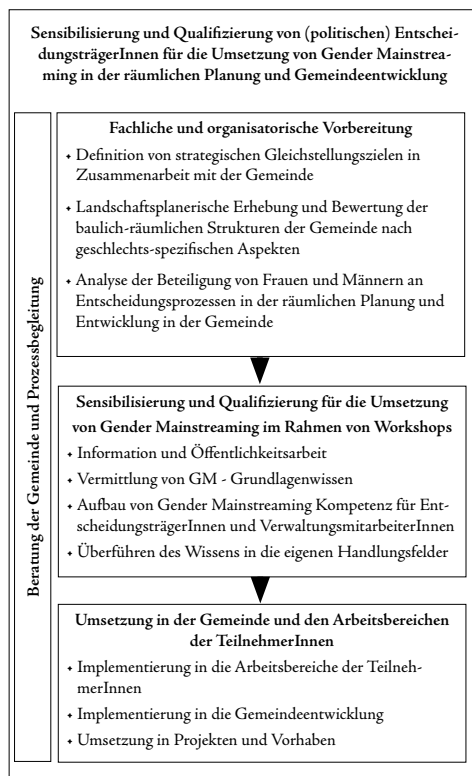 Sensibilisierung und Qualifizierung von (politischen) Entschei-
dungsträgerInnen für die Umsetzung von Gender Mainstrea-
ming in der räumlichen Planung und Gemeindeentwicklung
Beratung der Gemeinde und Prozessbegleitung
Fachliche und organisatorische Vorbereitung
✦ Definition von strategischen Gleichstellungszielen in
Zusammenarbeit mit der Gemeinde
✦ Landschaftsplanerische Erhebung und Bewertung der
baulich-räumlichen Strukturen der Gemeinde nach
geschlechts-spezifischen Aspekten
✦ Analyse der Beteiligung von Frauen und Männern an
Entscheidungsprozessen in der räumlichen Planung und
Entwicklung in der Gemeinde
Sensibilisierung und Qualifizierung für die Umsetzung
von Gender Mainstreaming im Rahmen von Workshops
✦ Information und Öffentlichkeitsarbeit
✦ Vermittlung von GM - Grundlagenwissen
✦ Aufbau von Gender Mainstreaming Kompetenz für Ent-
scheidungsträgerInnen und VerwaltungsmitarbeiterInnen
✦ Überführen des Wissens in die eigenen Handlungsfelder
Umsetzung in der Gemeinde und den Arbeitsbereichen
der TeilnehmerInnen
✦ Implementierung in die Arbeitsbereiche der Teilneh-
merInnen
✦ Implementierung in die Gemeindeentwicklung
✦ Umsetzung in Projekten und Vorhaben